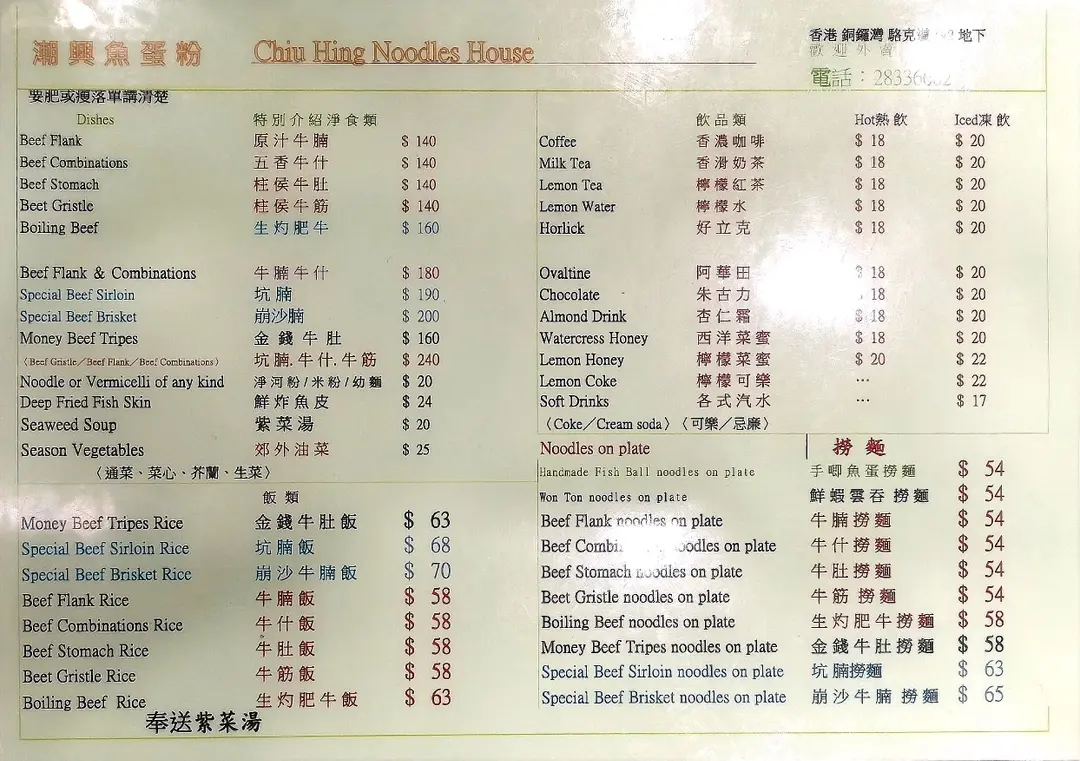 潮興魚蛋粉 Chiu Hing Noodles House
香港 銅鑼灣 駱克 地下
歡迎外賣
電話：28336
要肥或瘦落單講清楚
Dishes 特別介紹淨食類
Beef Flank 原汁牛腩 $ 140
Beef Combinations 五香牛什 $ 140
Beef Stomach 柱侯牛肚 $ 140
Beet Gristle 柱侯牛筋 $ 140
Boiling Beef 生灼肥牛 $ 160
Beef Flank & Combinations 牛腩牛什 $ 180
Special Beef Sirloin 坑腩 $ 190
Special Beef Brisket 崩沙腩 $ 200
Money Beef Tripes 金錢牛肚 $ 160
〈Beef Gristle／Beef Flank／Beef Combinations〉 坑腩.牛什.牛筋 $ 240
Noodle or Vermicelli of any kind 淨河粉/米粉/幼麵 $ 20
Deep Fried Fish Skin 鮮炸魚皮 $ 24
Seaweed Soup 紫菜湯 $ 20
Season Vegetables 郊外油菜 $ 25
〈通菜、菜心、芥蘭、生菜〉
飯類
Money Beef Tripes Rice 金錢牛肚飯 $ 63
Special Beef Sirloin Rice 坑腩飯 $ 68
Special Beef Brisket Rice 崩沙牛腩飯 $ 70
Beef Flank Rice 牛腩飯 $ 58
Beef Combinations Rice 牛什飯 $ 58
Beef Stomach Rice 牛肚飯 $ 58
Beet Gristle Rice 牛筋飯 $ 58
Boiling Beef Rice 生灼肥牛飯 $ 63
奉送紫菜湯
飲品類 Hot熱飲 Iced凍飲
Coffee 香濃咖啡 $ 18 $ 20
Milk Tea 香滑奶茶 $ 18 $ 20
Lemon Tea 檸檬紅茶 $ 18 $ 20
Lemon Water 檸檬水 $ 18 $ 20
Horlick 好立克 $ 18 $ 20
Ovaltine 阿華田 $ 18 $ 20
Chocolate 朱古力 $ 18 $ 20
Almond Drink 杏仁霜 $ 18 $ 20
Watercress Honey 西洋菜蜜 $ 18 $ 20
Lemon Honey 檸檬菜蜜 $ 20 $ 22
Lemon Coke 檸檬可樂 … $ 22
Soft Drinks 各式汽水 … $ 17
〈Coke／Cream soda〉〈可樂／忌廉〉
Noodles on plate 撈麵
Handmade Fish Ball noodles on plate 手唧魚蛋撈麵 $ 54
Won Ton noodles on plate 鮮蝦雲吞 撈麵 $ 54
Beef Flank noodles on plate 牛腩撈麵 $ 54
Beef Combi noodles on plate 牛什撈麵 $ 54
Beef Stomach noodles on plate 牛肚撈麵 $ 54
Beet Gristle noodles on plate 牛筋 撈麵 $ 54
Boiling Beef noodles on plate 生灼肥牛撈麵 $ 58
Money Beef Tripes noodles on plate 金錢牛肚撈麵 $ 58
Special Beef Sirloin noodles on plate 坑腩撈麵 $ 63
Special Beef Brisket noodles on plate 崩沙牛腩 撈麵 $ 65